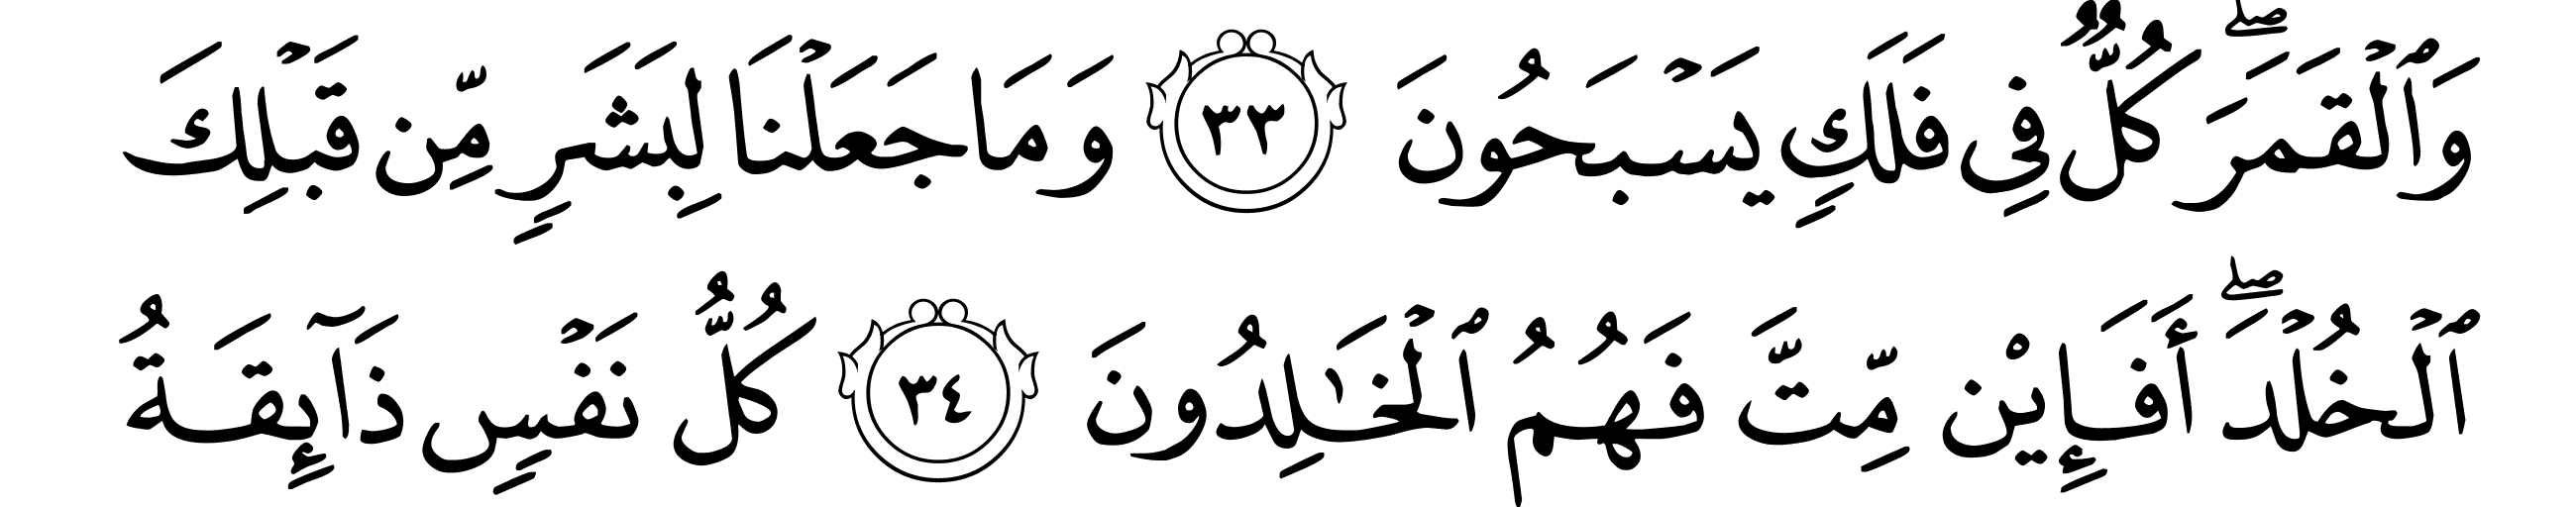 وَٱلْقَمَرَۖ كُلٌّ فِى فَلَكٍ يَسْبَحُونَ ٣٣ وَمَا جَعَلْنَا لِبَشَرٍ مِّن قَبْلِكَ
ٱلْخُلْدَۖ أَفَإِي۟ن مِّتَّ فَهُمُ ٱلْخَـٰلِدُونَ ٣٤ كُلُّ نَفْسٍ ذَآئِقَةُ